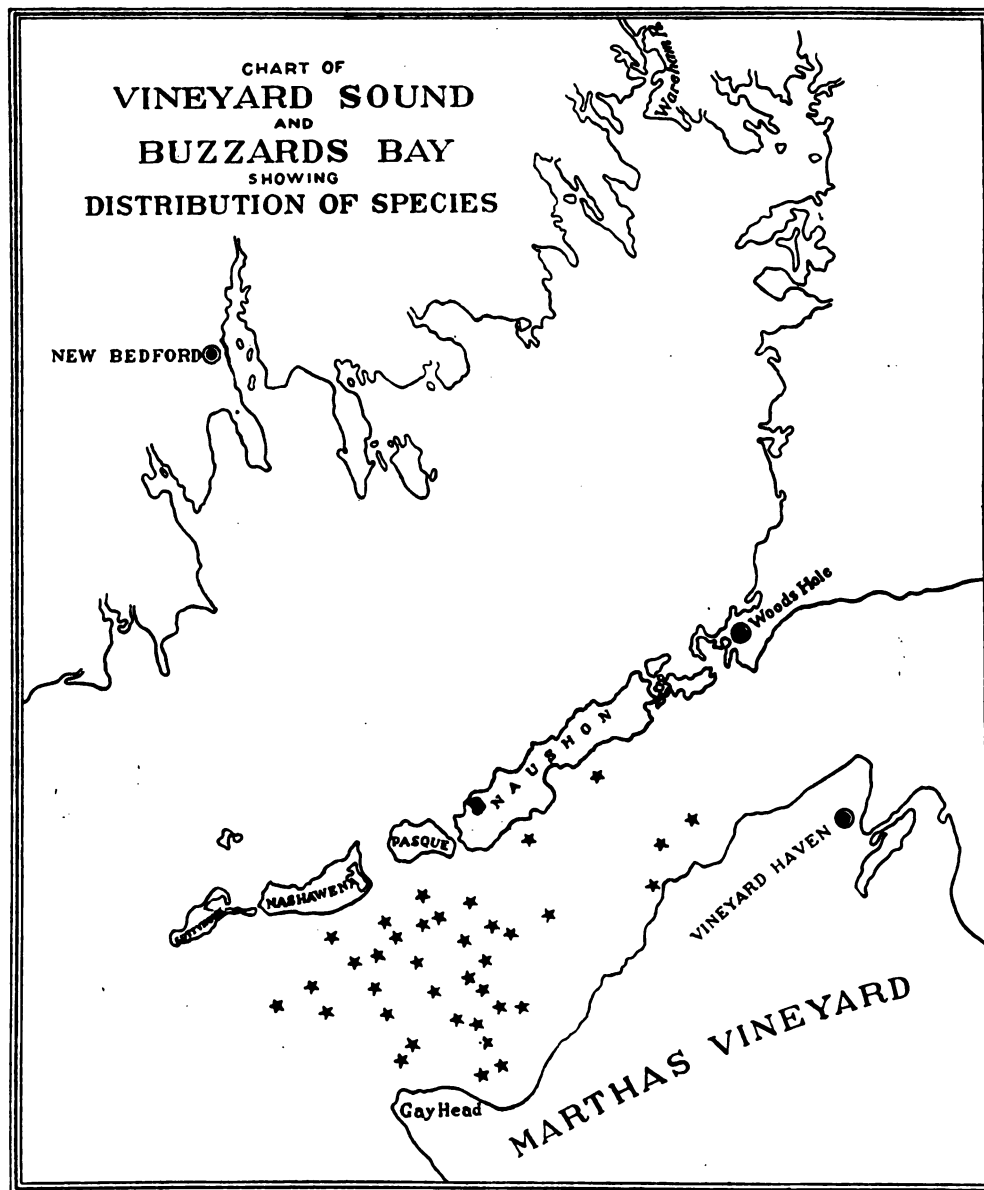 CHART OF
VINEYARD SOUND
AND
BUZZARDS BAY
SHOWING
DISTRIBUTION OF SPECIES
Wareham R.
NEW BEDFORD
Woods Hole
NAUSHON
PASQUE
NASHAWENA
VINEYARD HAVEN
MARTHAS VINEYARD
Gay Head